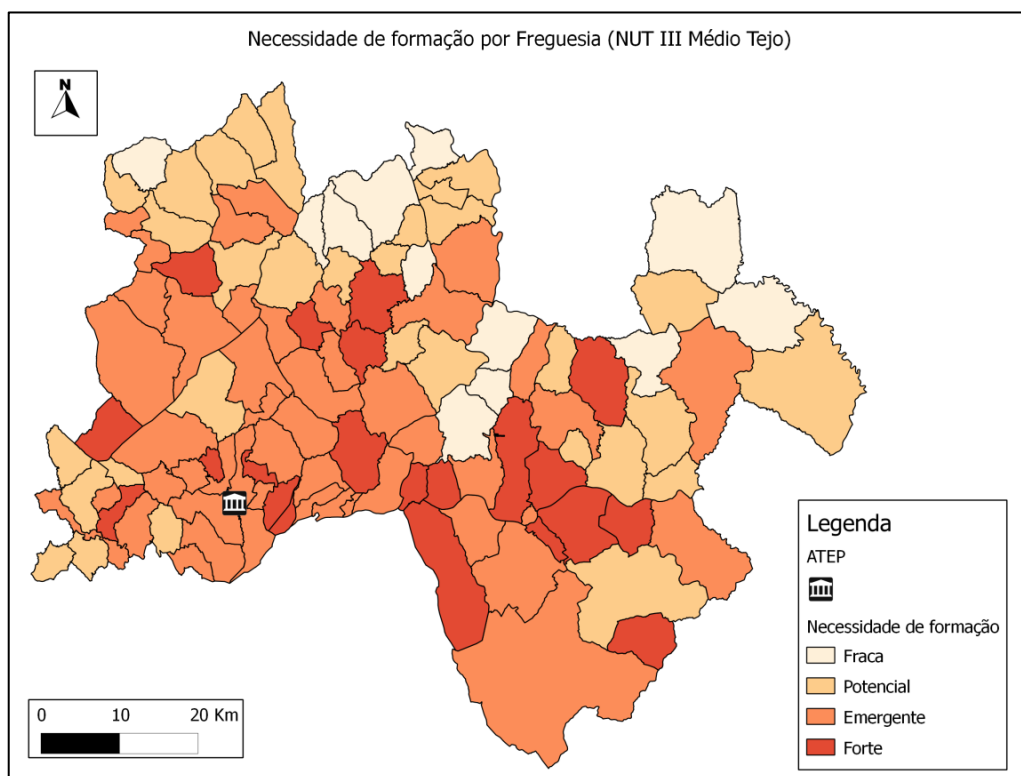 Necessidade de formação por Freguesia (NUT III Médio Tejo)
N
Legenda
ATEP
Necessidade de formação
Fraca
Potencial
Emergente
Forte
0 10 20 Km